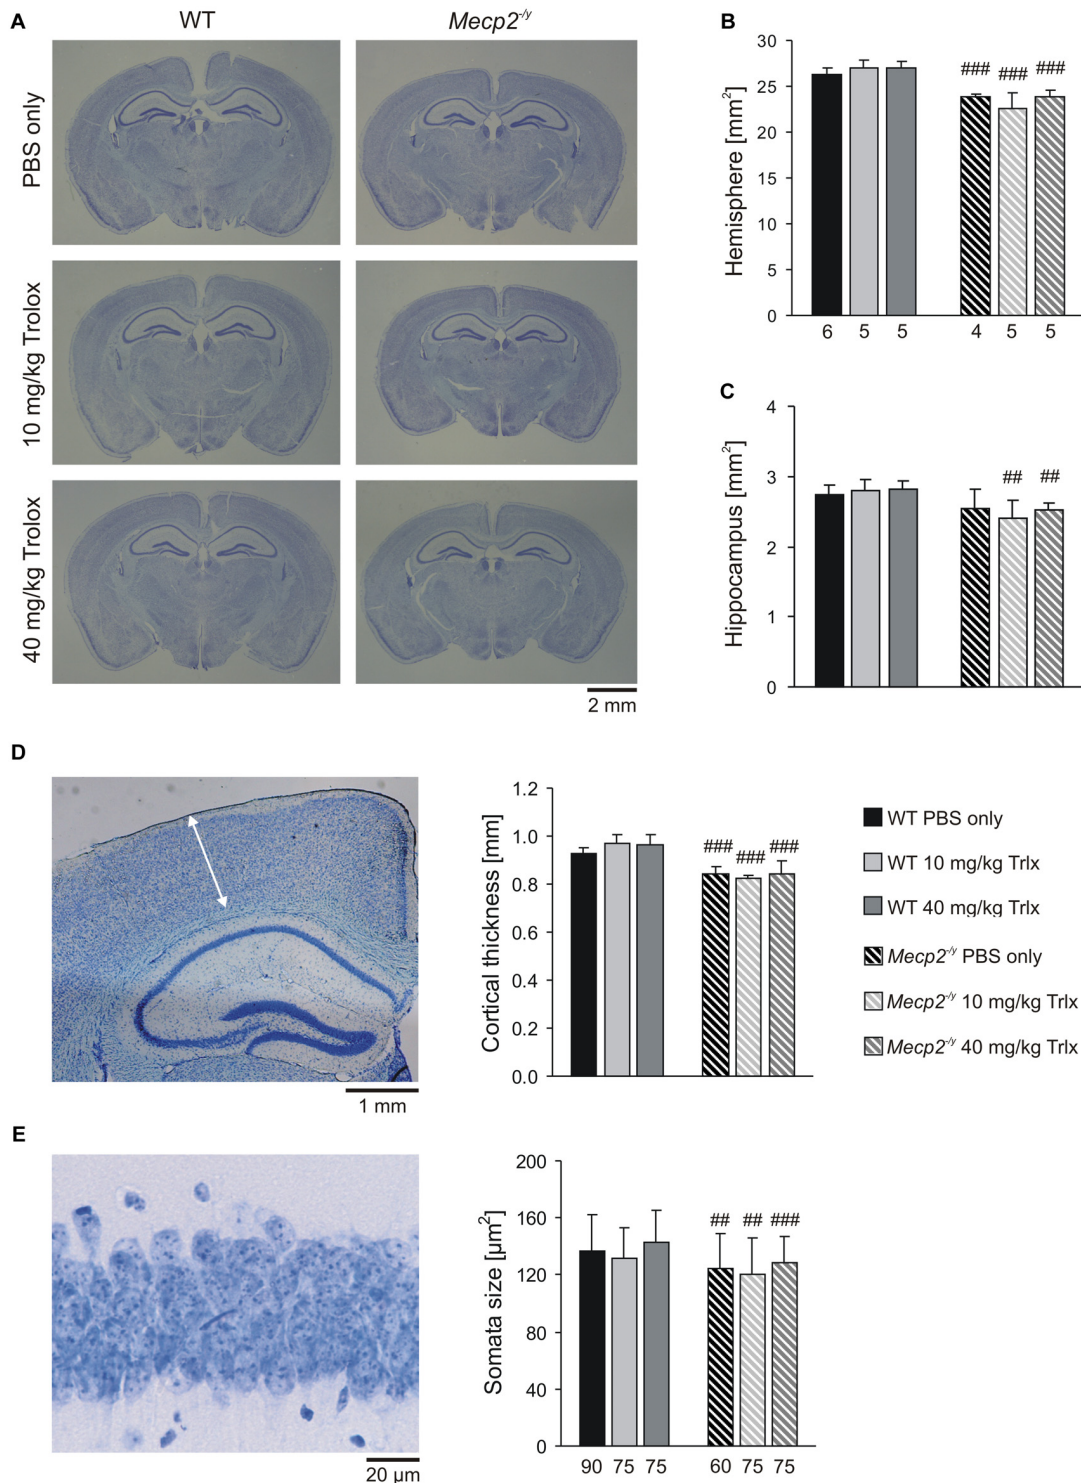 A
WT
Mecp2-/y
PBS only
10 mg/kg Trolox
40 mg/kg Trolox
2 mm
B
Hemisphere [mm²]
30
25
20
15
10
5
0
### ### ###
6 5 5 4 5 5
C
Hippocampus [mm²]
4
3
2
1
0
## ##
D
1 mm
Cortical thickness [mm]
1.2
1.0
0.8
0.6
0.4
0.2
0.0
### ### ###
WT PBS only
WT 10 mg/kg Trlx
WT 40 mg/kg Trlx
Mecp2-/y PBS only
Mecp2-/y 10 mg/kg Trlx
Mecp2-/y 40 mg/kg Trlx
E
20 µm
Somata size [µm²]
200
160
120
80
40
0
## ## ###
90 75 75 60 75 75